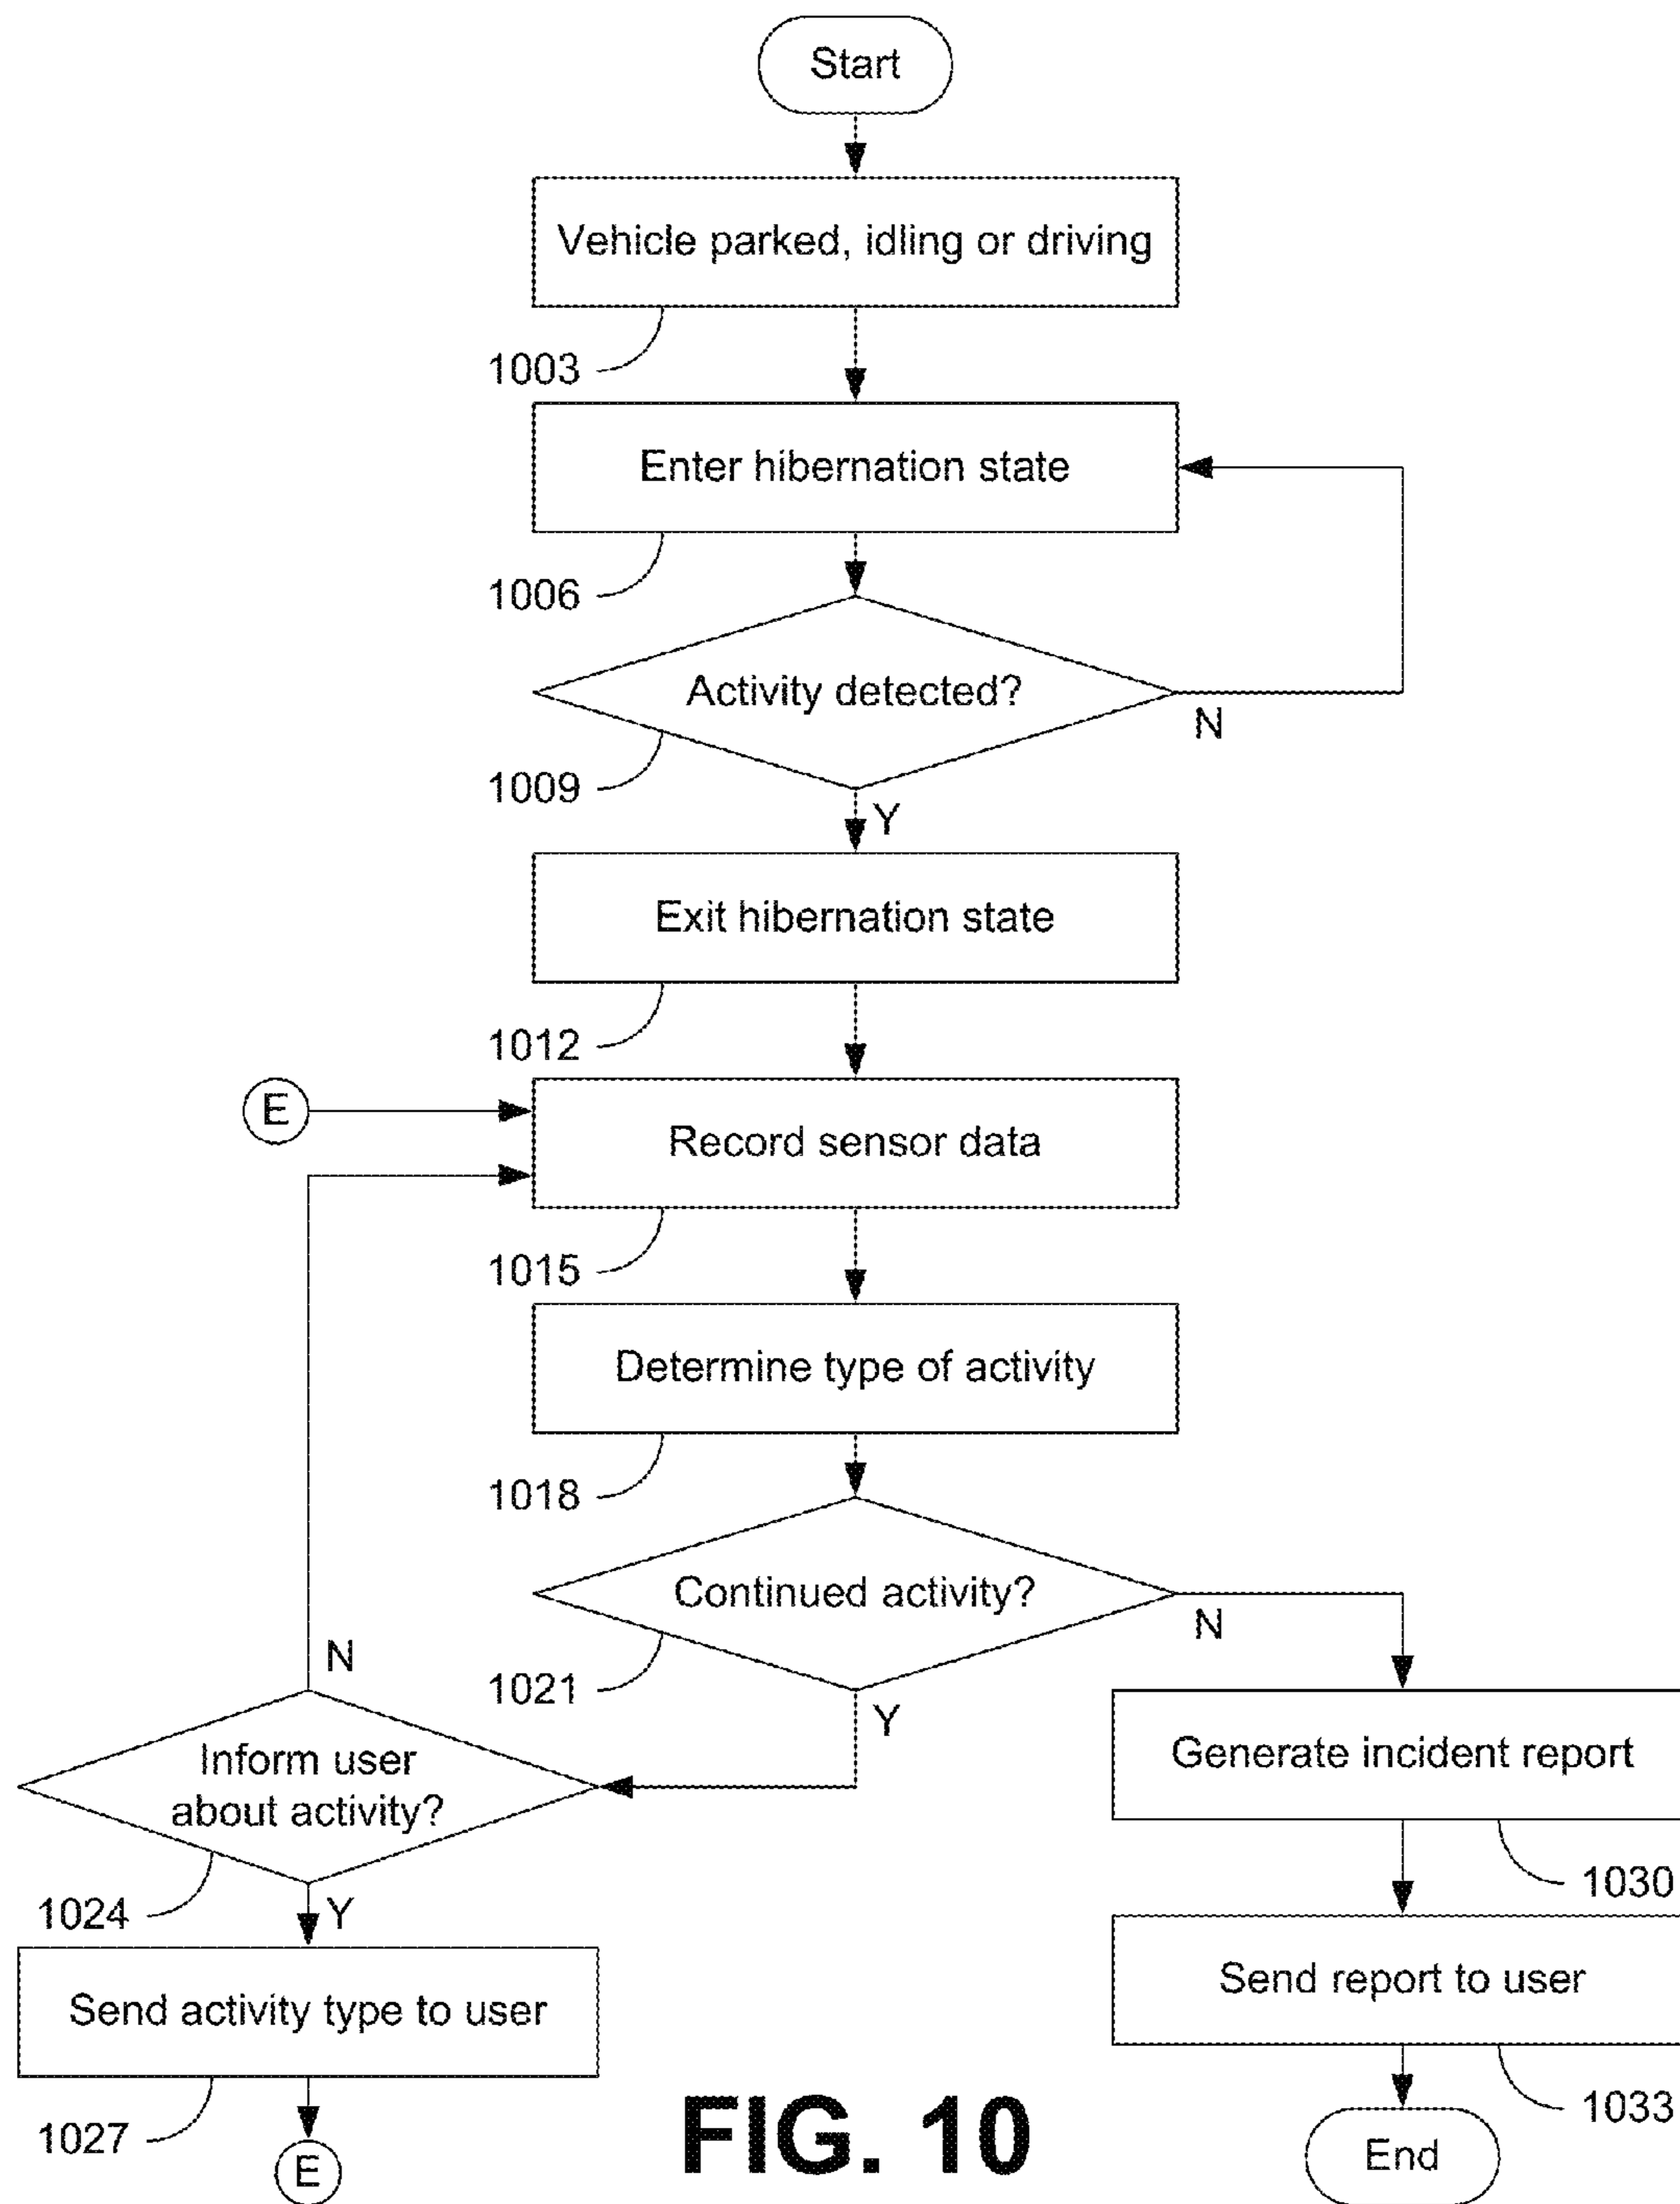 Start
Vehicle parked, idling or driving
1003
Enter hibernation state
1006
Activity detected?
N
1009
Y
Exit hibernation state
1012
E
Record sensor data
1015
Determine type of activity
1018
Continued activity?
N
1021
Y
N
Inform user
about activity?
1024
Y
Generate incident report
1030
Send activity type to user
1027
E
Send report to user
1033
End
FIG. 10